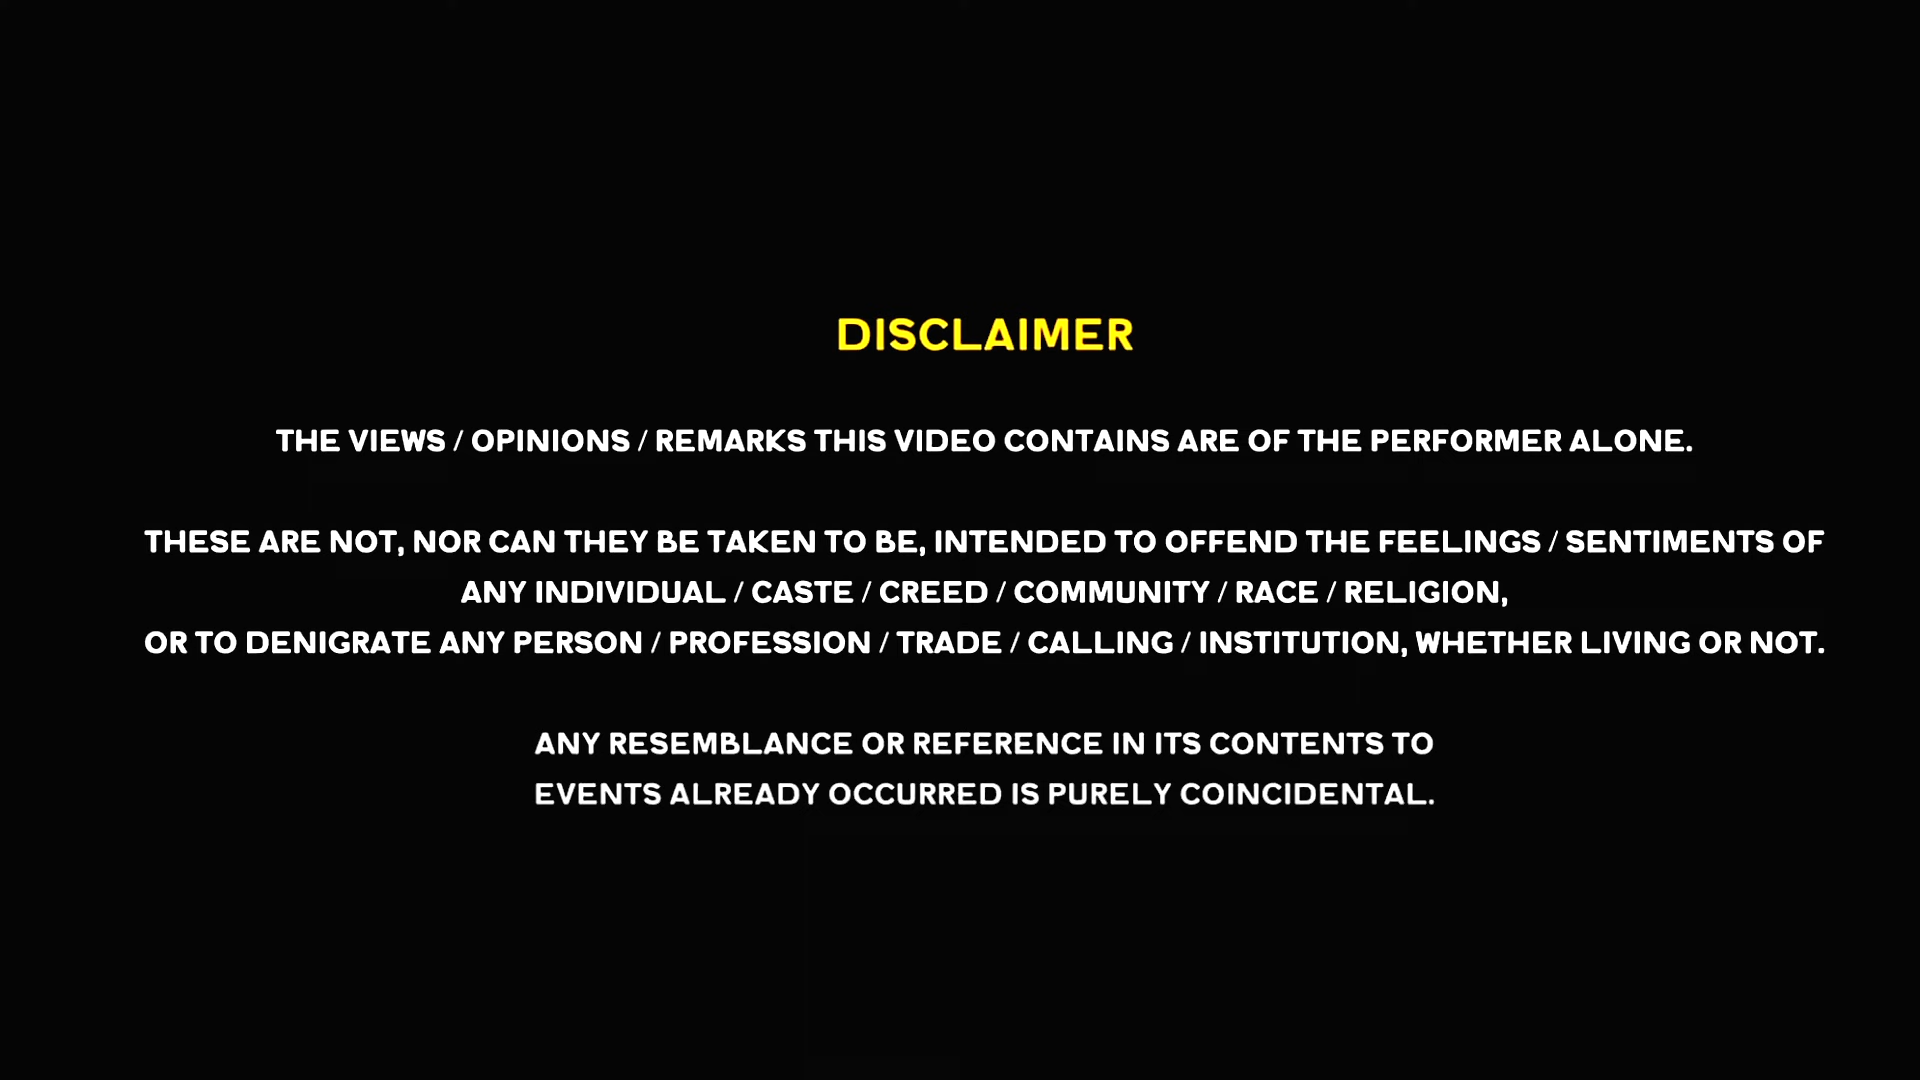 DISCLAIMER
THE VIEWS / OPINIONS / REMARKS THIS VIDEO CONTAINS ARE OF THE PERFORMER ALONE.
THESE ARE NOT, NOR CAN THEY BE TAKEN TO BE, INTENDED TO OFFEND THE FEELINGS / SENTIMENTS OF
ANY INDIVIDUAL / CASTE / CREED / COMMUNITY / RACE / RELIGION,
OR TO DENIGRATE ANY PERSON / PROFESSION / TRADE / CALLING / INSTITUTION, WHETHER LIVING OR NOT.
ANY RESEMBLANCE OR REFERENCE IN ITS CONTENTS TO
EVENTS ALREADY OCCURRED IS PURELY COINCIDENTAL.